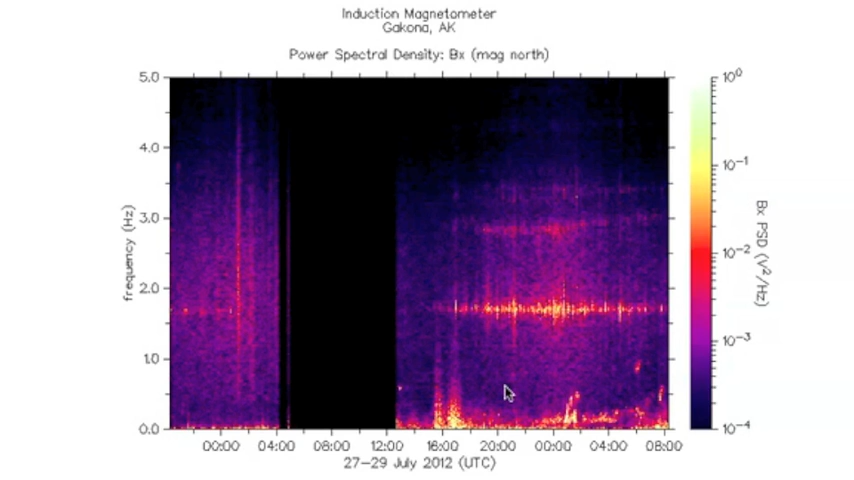 Induction Magnetometer
Gakona, AK
Power Spectral Density: Bx (mag north)
5.0
4.0
3.0
2.0
1.0
0.0
frequency (Hz)
00:00 04:00 08:00 12:00 16:00 20:00 00:00 04:00 08:00
27-29 July 2012 (UTC)
10⁰
10⁻¹
10⁻²
10⁻³
10⁻⁴
Bx PSD (V²/Hz)